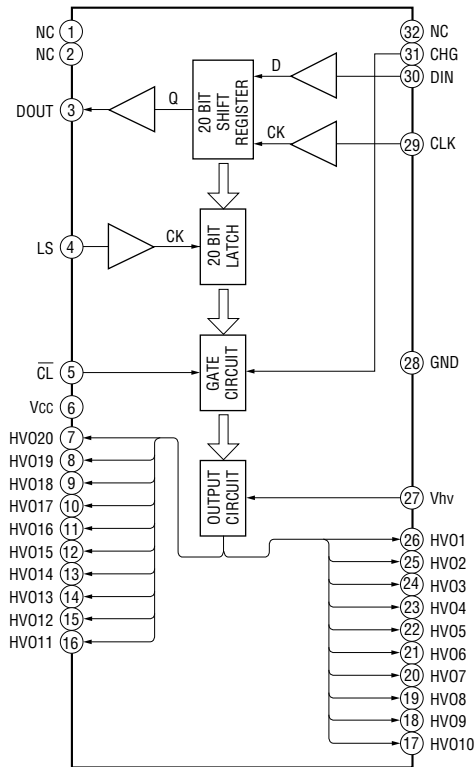 NC 1
NC 2
DOUT 3
LS 4
CL 5
Vcc 6
HVO20 7
HVO19 8
HVO18 9
HVO17 10
HVO16 11
HVO15 12
HVO14 13
HVO13 14
HVO12 15
HVO11 16
Q
D
CK
20 BIT
SHIFT
REGISTER
CK
20 BIT
LATCH
GATE
CIRCUIT
OUTPUT
CIRCUIT
32 NC
31 CHG
30 DIN
29 CLK
28 GND
27 Vhv
26 HVO1
25 HVO2
24 HVO3
23 HVO4
22 HVO5
21 HVO6
20 HVO7
19 HVO8
18 HVO9
17 HVO10